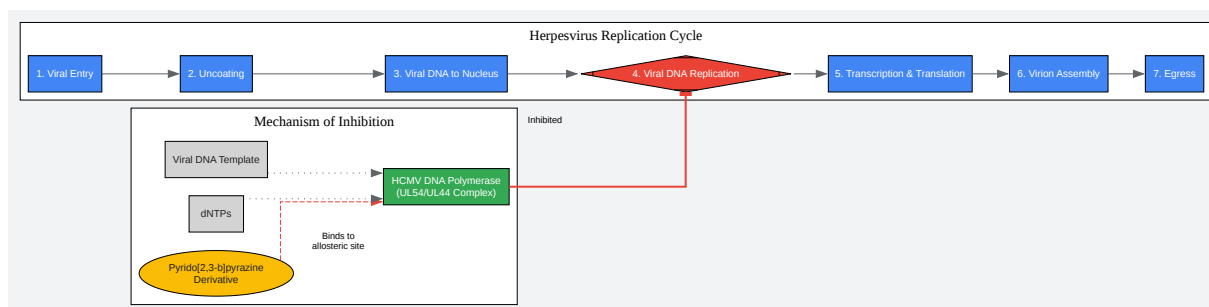 Herpesvirus Replication Cycle
1. Viral Entry
2. Uncoating
3. Viral DNA to Nucleus
4. Viral DNA Replication
5. Transcription & Translation
6. Virion Assembly
7. Egress
Mechanism of Inhibition
Inhibited
Viral DNA Template
HCMV DNA Polymerase
(UL54/UL44 Complex)
dNTPs
Binds to
allosteric site
Pyrido[2,3-b]pyrazine
Derivative